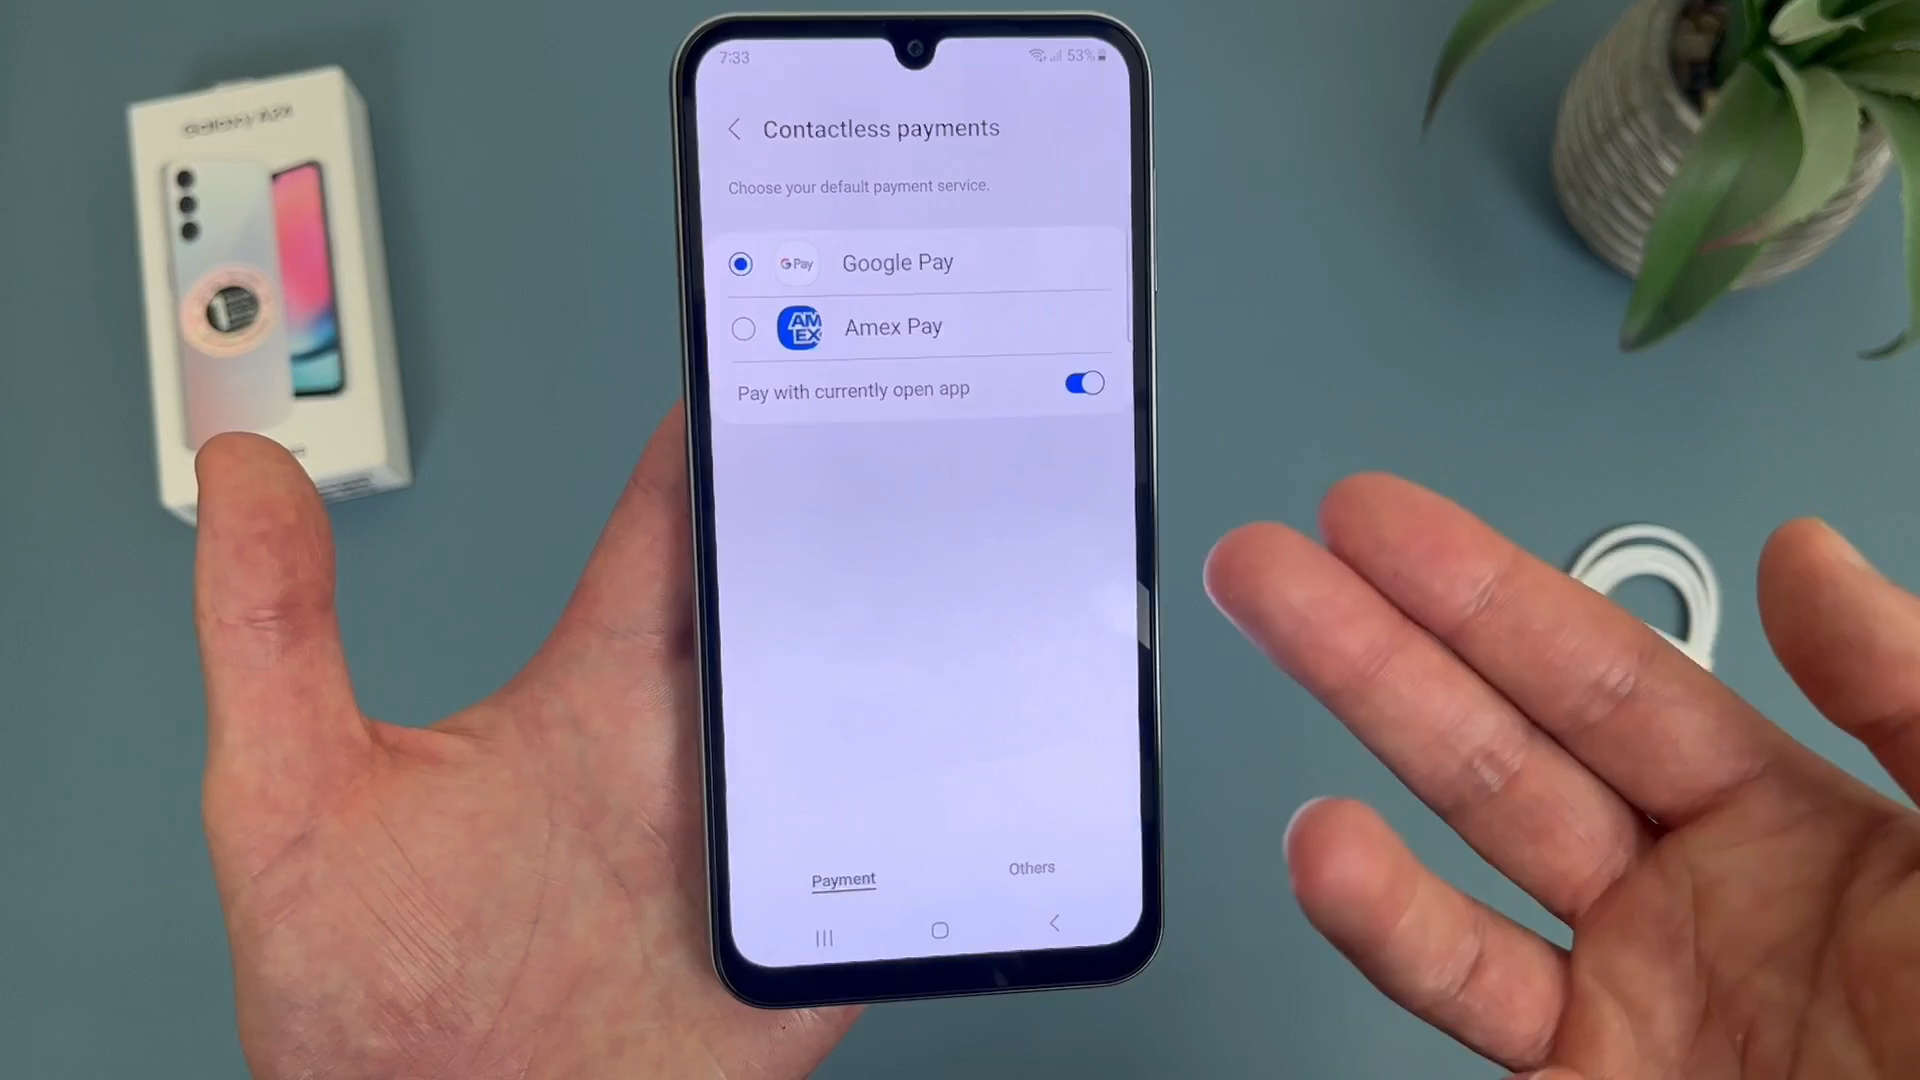 7:33
53%
Contactless payments
Choose your default payment service.
G Pay
Google Pay
AM
EX
Amex Pay
Pay with currently open app
Payment
Others
Galaxy